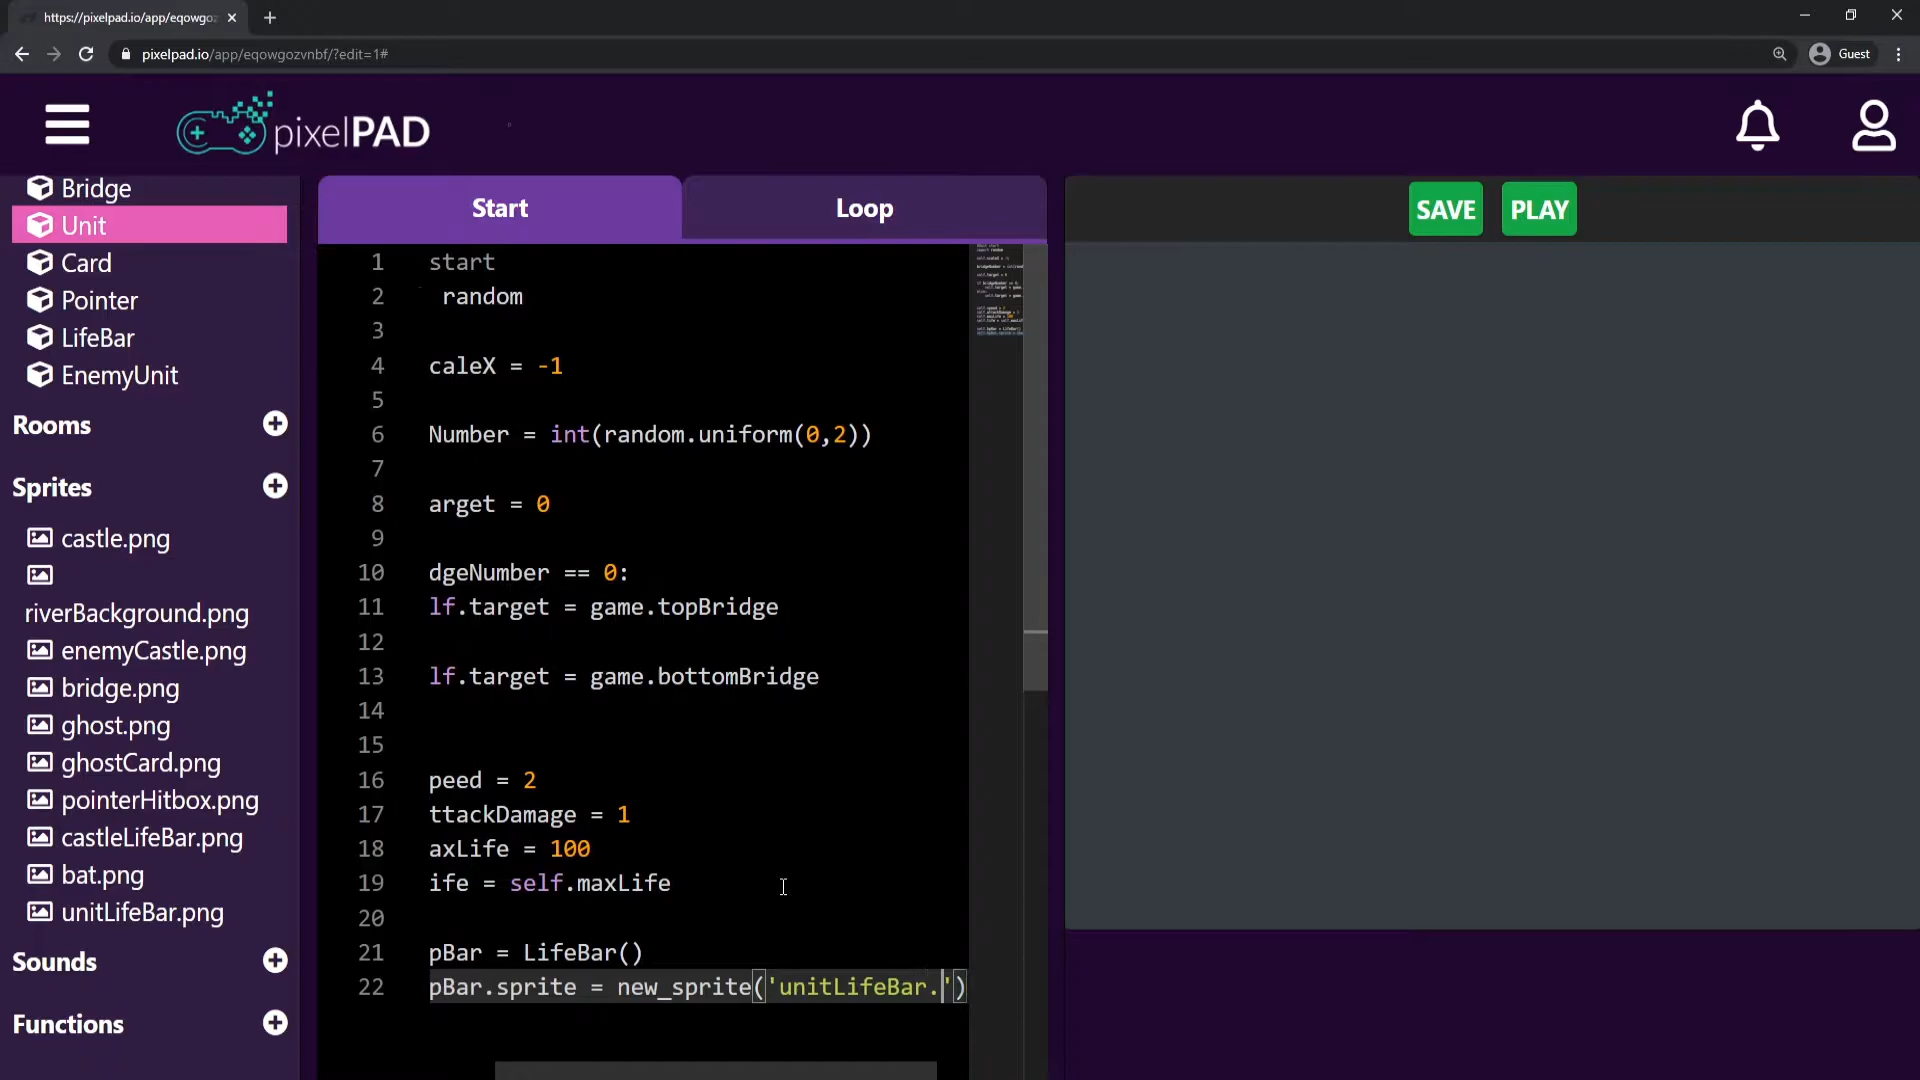 https://pixelpad.io/app/eqowgoz
pixelpad.io/app/eqowgozvnbf/?edit=1#
Guest
pixelPAD
Bridge
Unit
Card
Pointer
LifeBar
EnemyUnit
Rooms
Sprites
castle.png
riverBackground.png
enemyCastle.png
bridge.png
ghost.png
ghostCard.png
pointerHitbox.png
castleLifeBar.png
bat.png
unitLifeBar.png
Sounds
Functions
Start Loop
1 start
2 random
3
4 caleX = -1
5
6 Number = int(random.uniform(0,2))
7
8 arget = 0
9
10 dgeNumber == 0:
11 lf.target = game.topBridge
12
13 lf.target = game.bottomBridge
14
15
16 peed = 2
17 ttackDamage = 1
18 axLife = 100
19 ife = self.maxLife
20
21 pBar = LifeBar()
22 pBar.sprite = new_sprite('unitLifeBar.')
SAVE PLAY